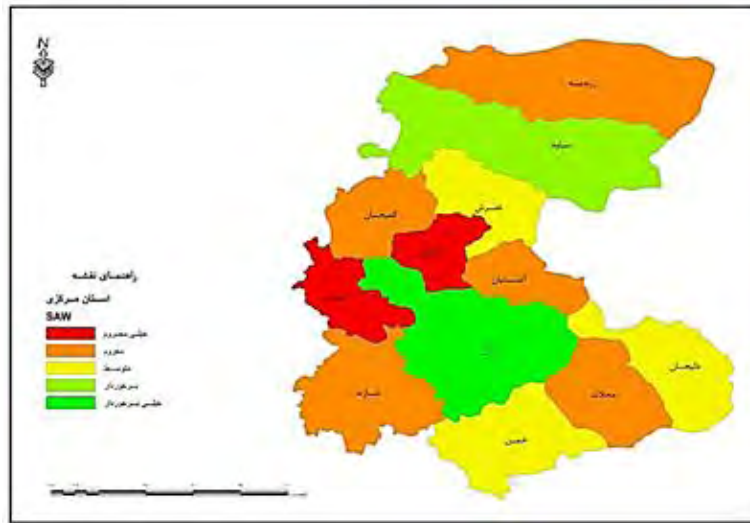 N
زرندیه
ساوه
تفرش
کمیجان
آشتیان
دلیجان
محلات
شازند
خمین
راهنمای نقشه
استان مرکزی
SAW
خیلی محروم
محروم
متوسط
برخوردار
خیلی برخوردار